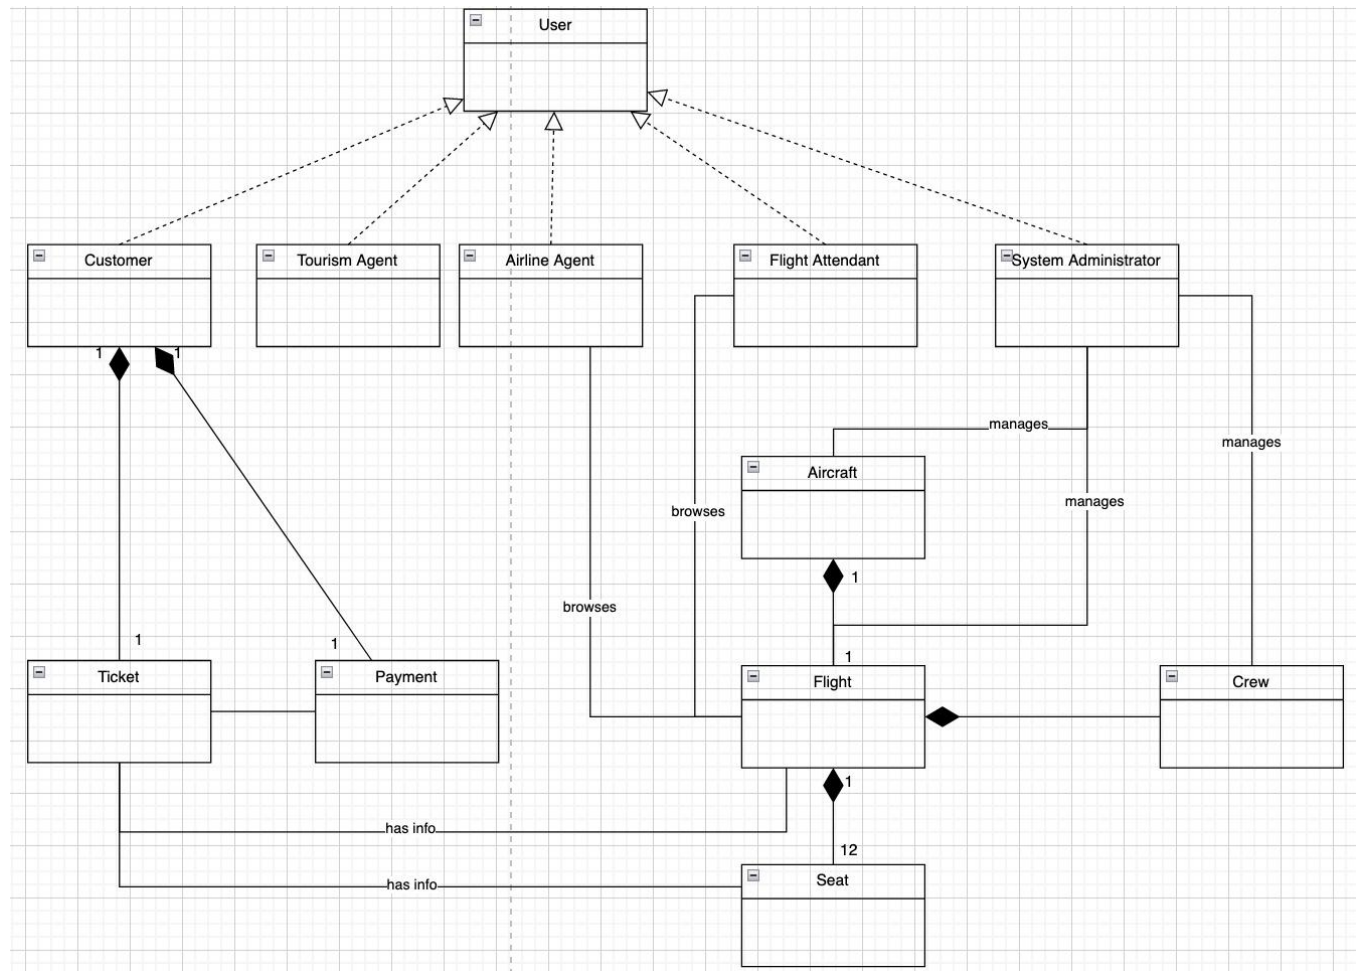 User
Customer
Tourism Agent
Airline Agent
Flight Attendant
System Administrator
1
1
manages
manages
Aircraft
manages
browses
1
browses
1
1
1
Ticket
Payment
Flight
Crew
1
has info
12
Seat
has info